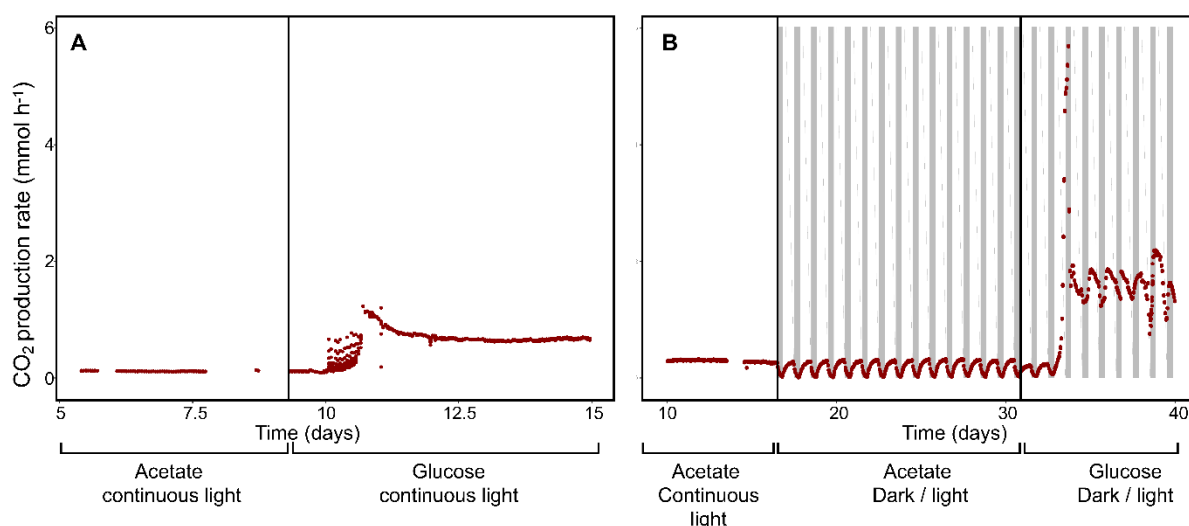 A
B
CO2 production rate (mmol h-1)
6
4
2
0
5
7.5
10
12.5
15
10
20
30
40
Time (days)
Time (days)
Acetate
continuous light
Glucose
continuous light
Acetate
Continuous
light
Acetate
Dark / light
Glucose
Dark / light